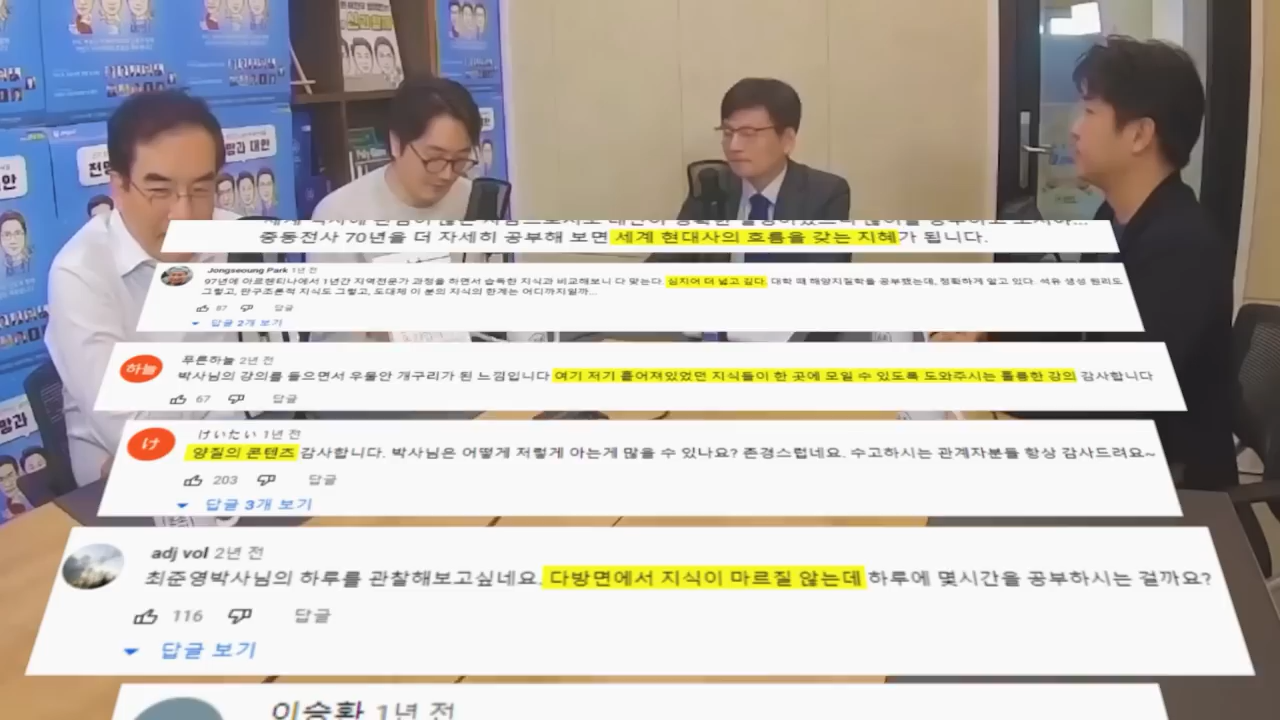 중동전사 70년을 더 자세히 공부해 보면 세계 현대사의 흐름을 갖는 지혜가 됩니다.
Jongseoung Park 1년 전
97년에 아르헨티나에서 1년간 지역전문가 과정을 하면서 습득한 지식과 비교해보니 다 맞는다. 심지어 더 넓고 깊다. 대학 때 해양지질학을 공부했는데, 정확하게 알고 있다. 석유 생성 원리도
그렇고, 판구조론적 지식도 그렇고, 도대체 이 분의 지식의 한계는 어디까지일까...
87 답글
답글 2개 보기
하늘
푸른하늘 2년 전
박사님의 강의를 들으면서 우물안 개구리가 된 느낌입니다 여기 저기 흩어져있었던 지식들이 한 곳에 모일 수 있도록 도와주시는 훌륭한 강의 감사합니다
67 답글
け
けいたい 1년 전
양질의 콘텐츠 감사합니다. 박사님은 어떻게 저렇게 아는게 많을 수 있나요? 존경스럽네요. 수고하시는 관계자분들 항상 감사드려요~
203 답글
답글 3개 보기
adj vol 2년 전
최준영박사님의 하루를 관찰해보고싶네요. 다방면에서 지식이 마르질 않는데 하루에 몇시간을 공부하시는 걸까요?
116 답글
답글 보기
이승환 1년 전